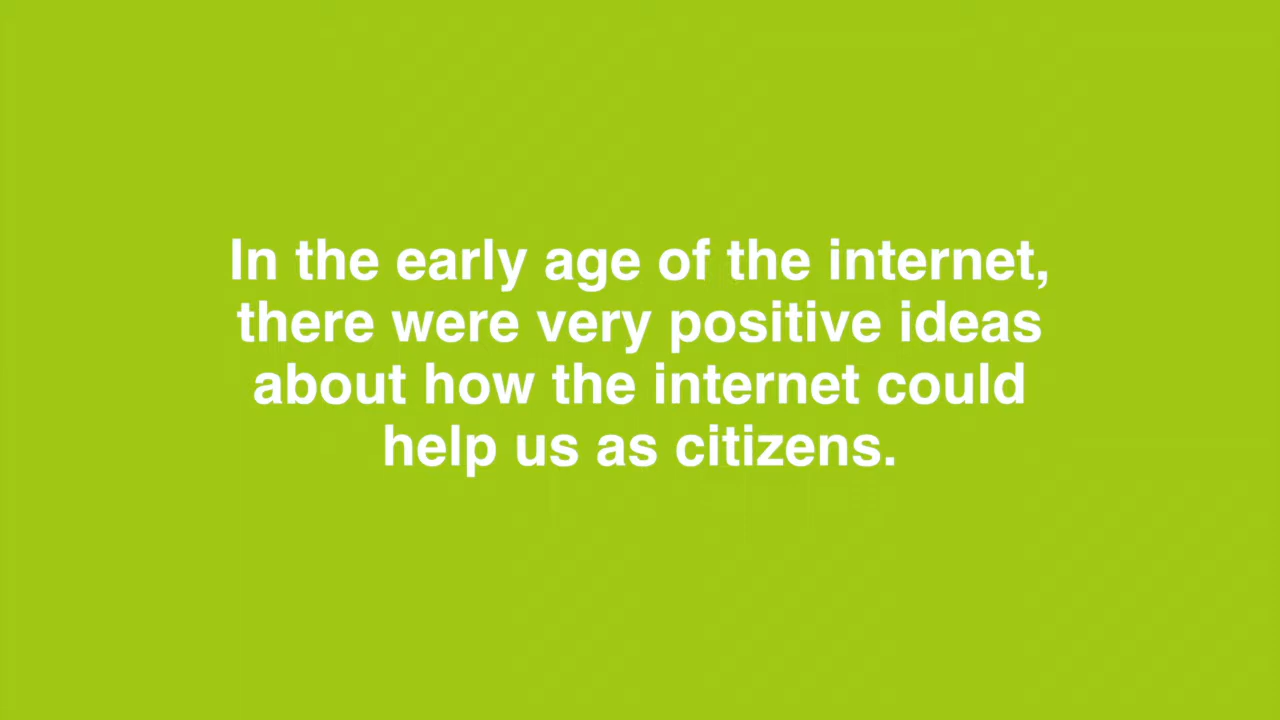 In the early age of the internet,
there were very positive ideas
about how the internet could
help us as citizens.